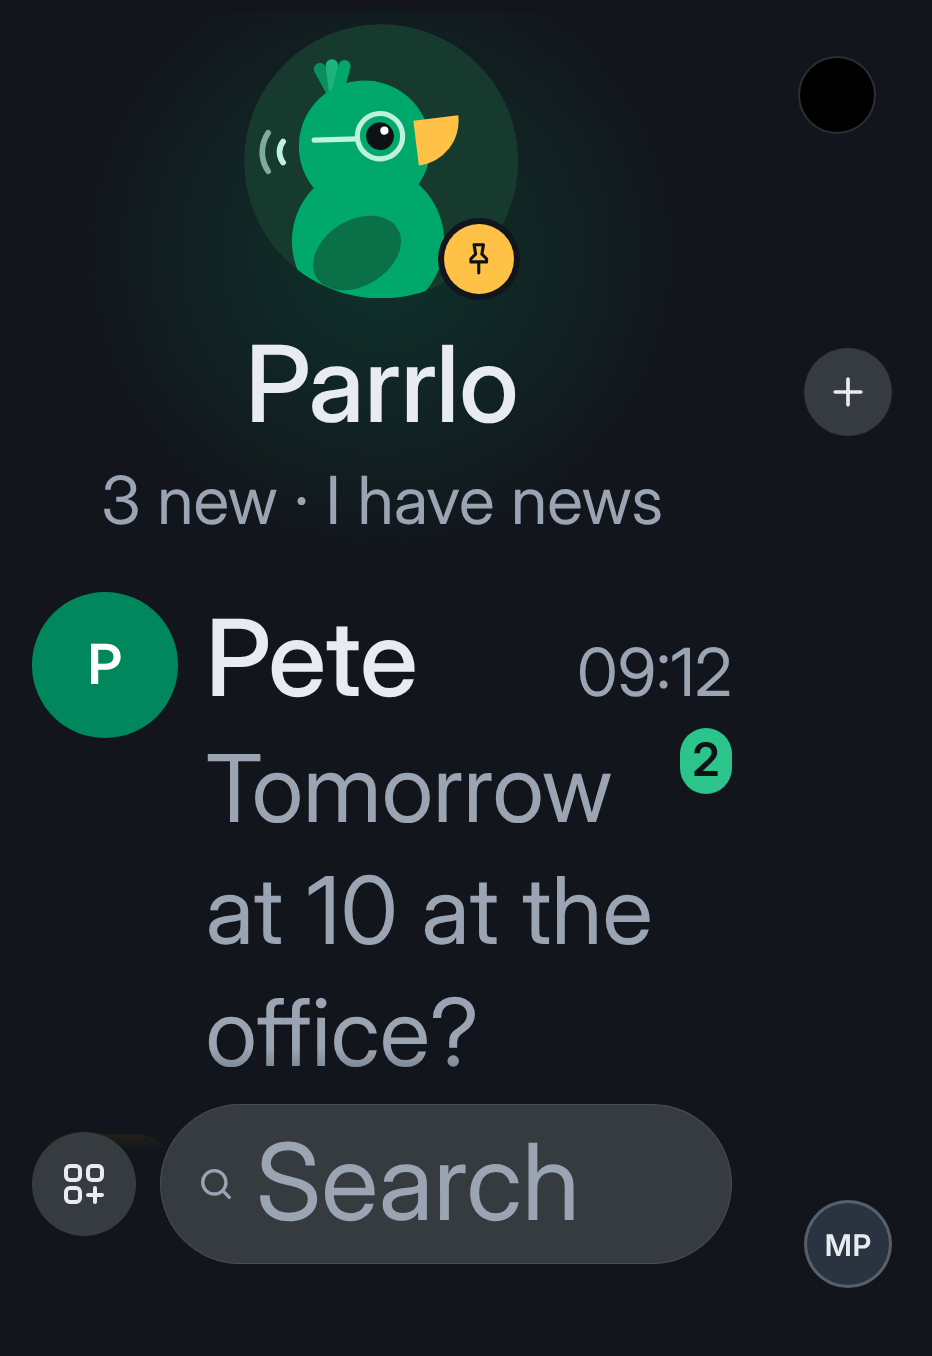 Parrlo
3 new · I have news
P
Pete
09:12
Tomorrow
2
at 10 at the
office?
Search
MP